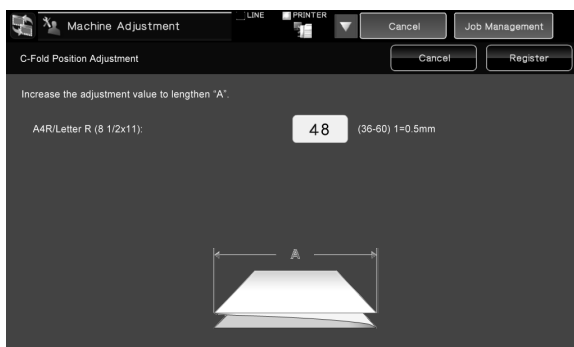 Machine Adjustment
LINE
PRINTER
Cancel
Job Management
C-Fold Position Adjustment
Cancel
Register
Increase the adjustment value to lengthen “A”.
A4R/Letter R (8 1/2x11):
48
(36-60) 1=0.5mm
A